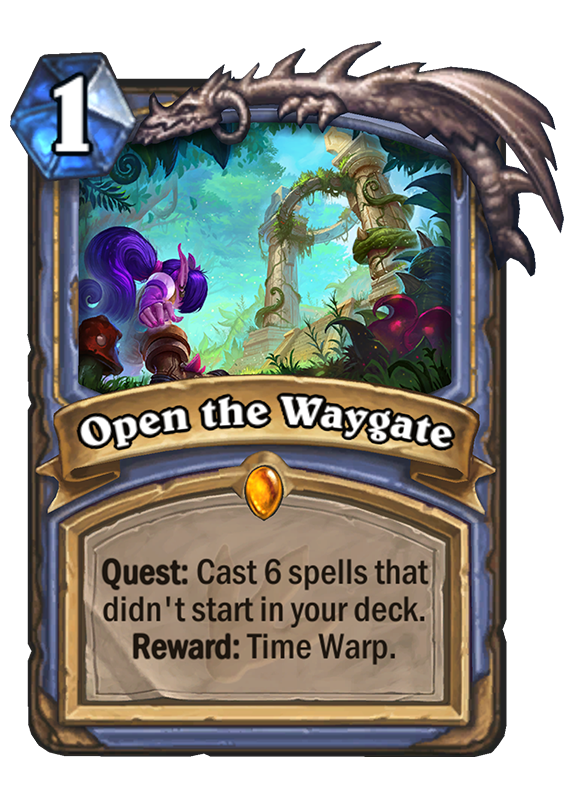 1
Open the Waygate
Quest: Cast 6 spells that
didn't start in your deck.
Reward: Time Warp.